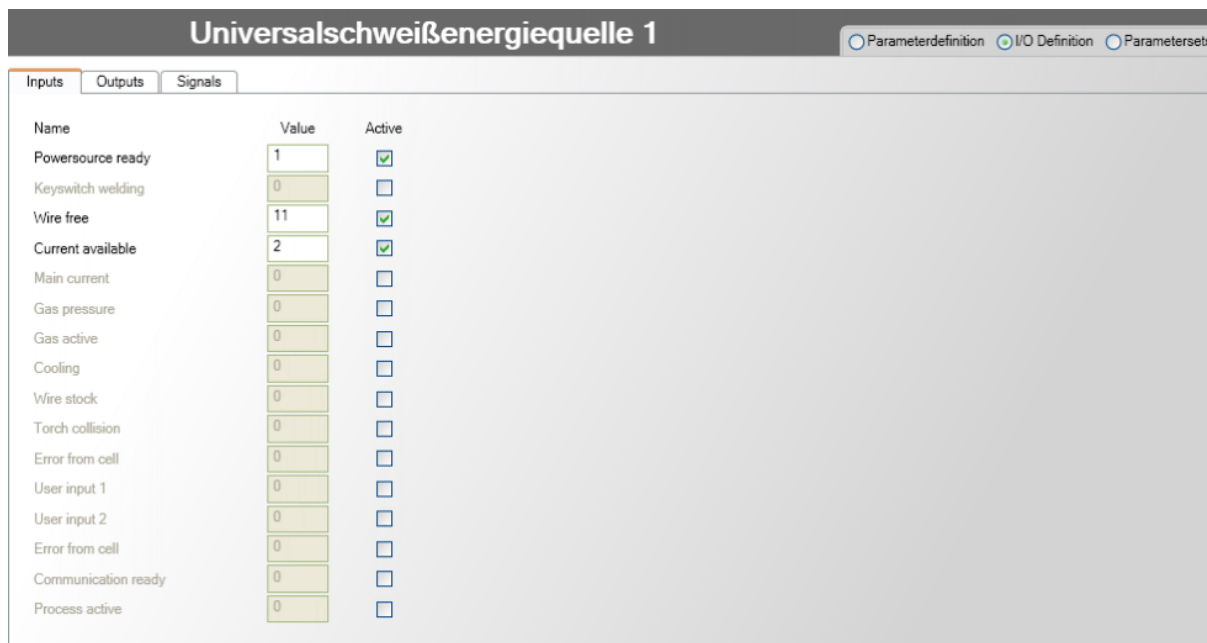 Universalschweißenergiequelle 1
Parameterdefinition I/O Definition Parametersets
Inputs Outputs Signals
Name Value Active
Powersource ready 1
Keyswitch welding 0
Wire free 11
Current available 2
Main current 0
Gas pressure 0
Gas active 0
Cooling 0
Wire stock 0
Torch collision 0
Error from cell 0
User input 1 0
User input 2 0
Error from cell 0
Communication ready 0
Process active 0